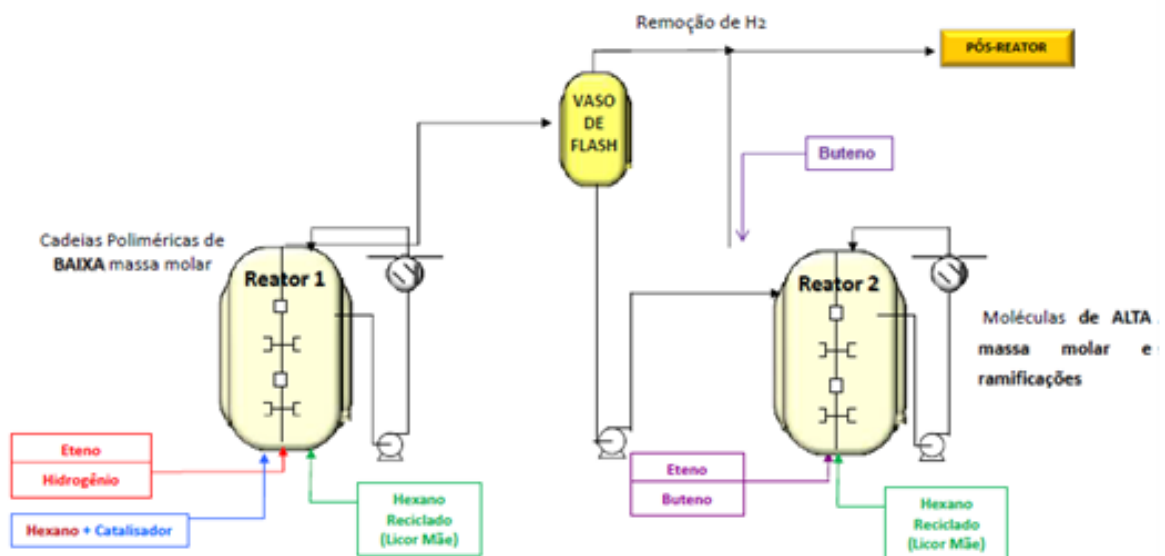 Remoção de H2
PÓS-REATOR
VASO
DE
FLASH
Buteno
Cadeias Poliméricas de
BAIXA massa molar
Reator 1
Reator 2
Moléculas de ALTA
massa molar e
ramificações
Eteno
Hidrogênio
Hexano + Catalisador
Hexano
Reciclado
(Licor Mãe)
Eteno
Buteno
Hexano
Reciclado
(Licor Mãe)